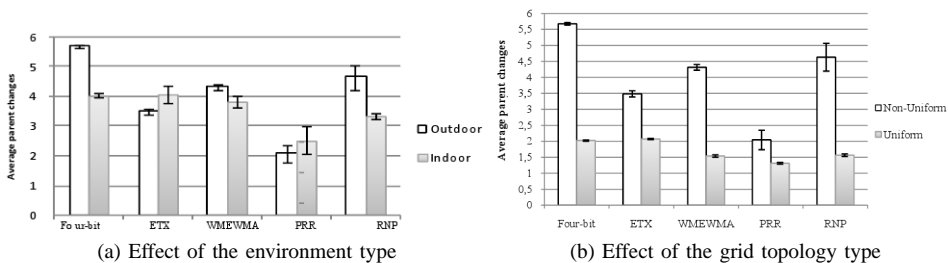 Average parent changes
6
5
4
3
2
1
0
Fo ur-bit ETX WMEWMA PRR RNP
Outdoor
Indoor
(a) Effect of the environment type
Average parent changes
6
5,5
5
4,5
4
3,5
3
2,5
2
1,5
1
0,5
0
Four-bit ETX WMEWMA PRR RNP
Non-Uniform
Uniform
(b) Effect of the grid topology type